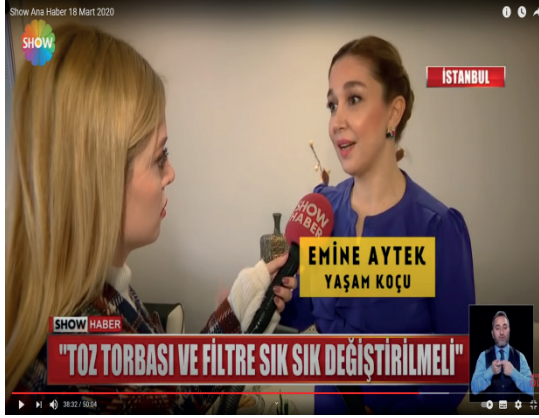 Show Ana Haber 18 Mart 2020
SHOW
İSTANBUL
SHOW
HABER
EMİNE AYTEK
YAŞAM KOÇU
SHOW HABER
"TOZ TORBASI VE FİLTRE SIK SIK DEĞİŞTİRİLMELİ"
38:32 / 50:04